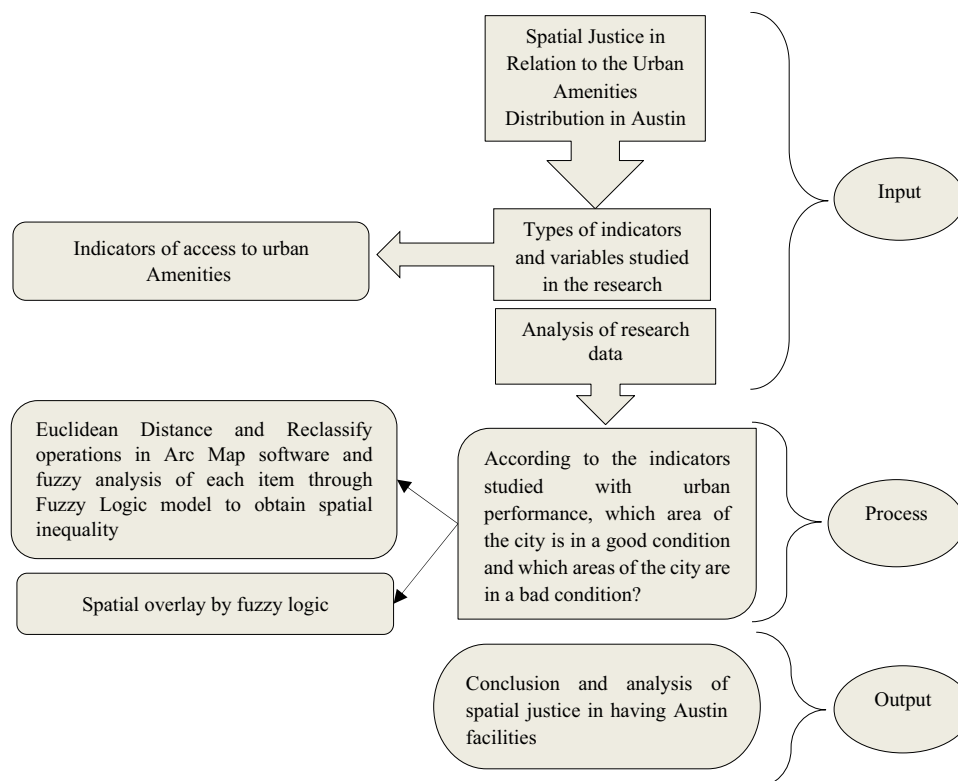 Spatial Justice in
Relation to the Urban
Amenities
Distribution in Austin
Input
Types of indicators
and variables studied
in the research
Indicators of access to urban
Amenities
Analysis of research
data
Euclidean Distance and Reclassify
operations in Arc Map software and
fuzzy analysis of each item through
Fuzzy Logic model to obtain spatial
inequality
According to the indicators
studied with urban
performance, which area of
the city is in a good condition
and which areas of the city are
in a bad condition?
Process
Spatial overlay by fuzzy logic
Conclusion and analysis of
spatial justice in having Austin
facilities
Output